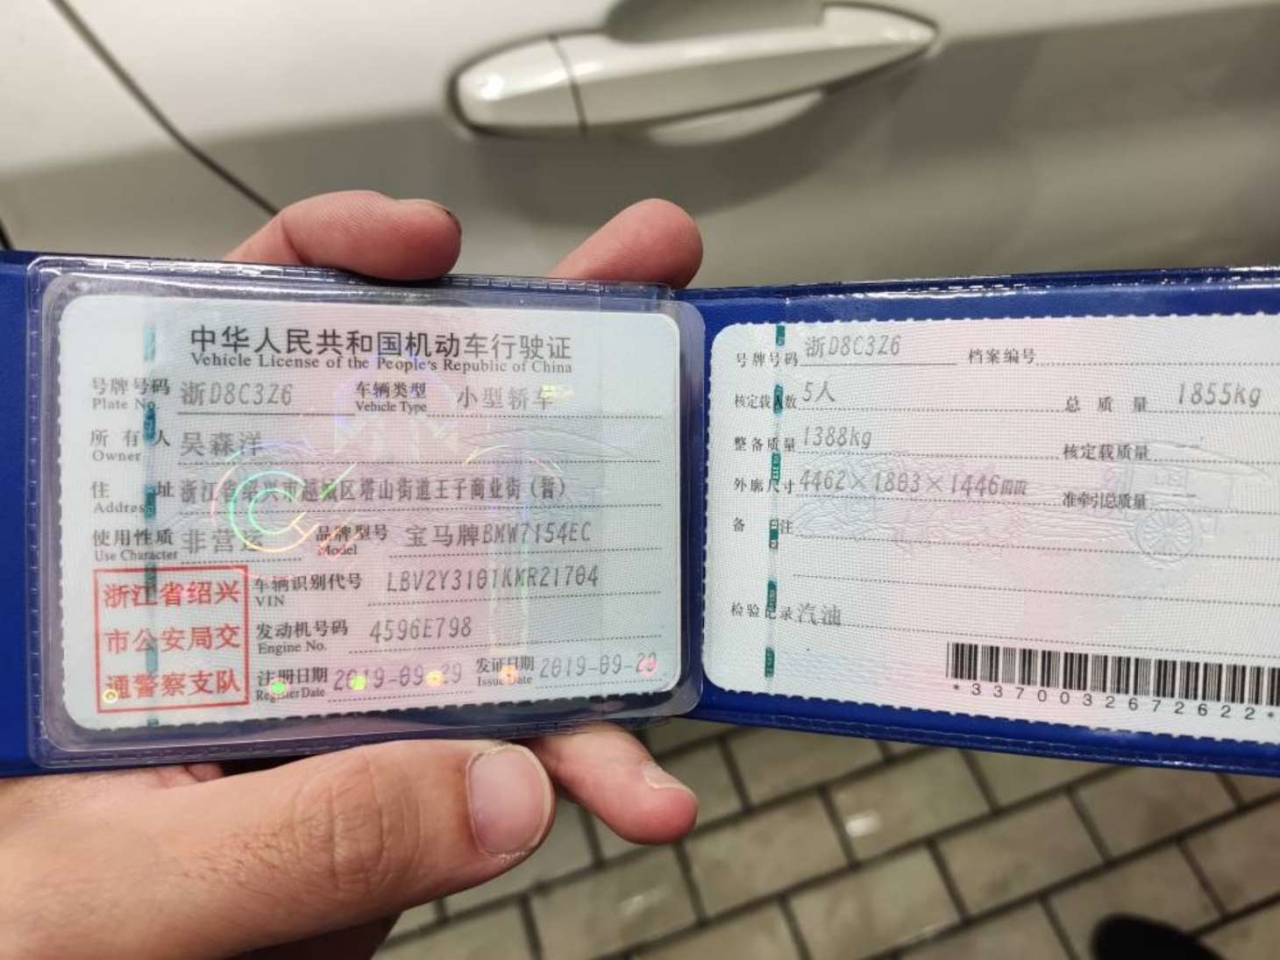 中华人民共和国机动车行驶证
Vehicle License of the People's Republic of China
号牌号码 浙D8C3Z6 车辆类型 小型轿车
Plate No. Vehicle Type
所有人 吴森洋
Owner
住址 浙江省绍兴市越城区塔山街道王子商业街(暂)
Address
使用性质 非营运 品牌型号 宝马牌BMW7154EC
Use Character Model
车辆识别代号 LBV2Y3101KMR21704
VIN
发动机号码 4596E798
Engine No.
注册日期 2019-09-29 发证日期 2019-09-29
Register Date Issue Date
浙江省绍兴
市公安局交
通警察支队
号牌号码 浙D8C3Z6 档案编号
核定载人数 5人 总质量 1855kg
整备质量 1388kg 核定载质量
外廓尺寸 4462×1803×1446mm 准牵引总质量
备注
检验记录 汽油
*3370032672622*